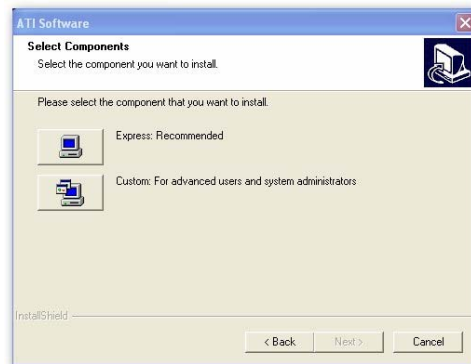 ATI Software
Select Components
Select the component you want to install.
Please select the component that you want to install.
Express: Recommended
Custom: For advanced users and system administrators
InstallShield
< Back
Next >
Cancel